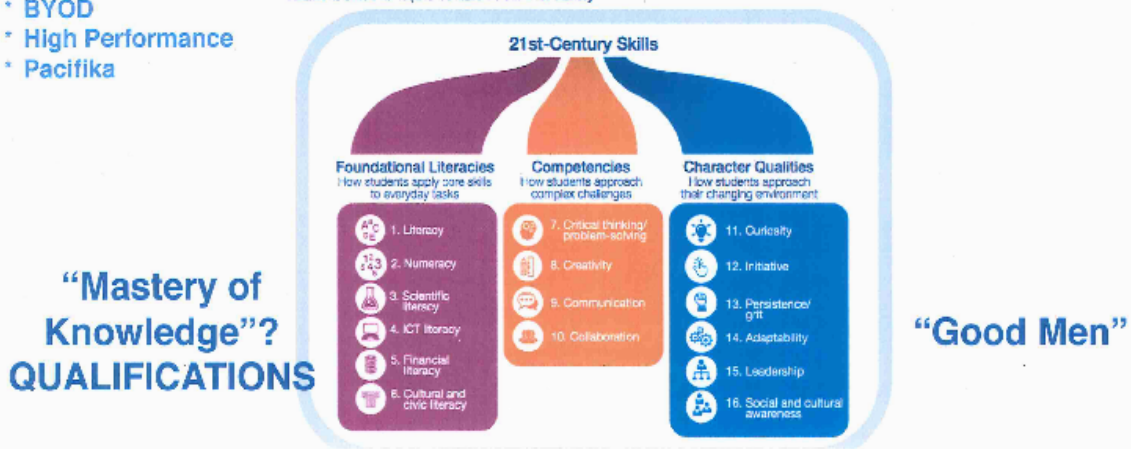 * BYOD
* High Performance
* Pacifika
21st-Century Skills
Foundational Literacies
How students apply core skills
to everyday tasks
1. Literacy
2. Numeracy
3. Scientific
literacy
4. ICT literacy
5. Financial
literacy
6. Cultural and
civic literacy
Competencies
How students approach
complex challenges
7. Critical thinking/
problem-solving
8. Creativity
9. Communication
10. Collaboration
Character Qualities
How students approach
their changing environment
11. Curiosity
12. Initiative
13. Persistence/
grit
14. Adaptability
15. Leadership
16. Social and cultural
awareness
“Mastery of
Knowledge”?
QUALIFICATIONS
“Good Men”